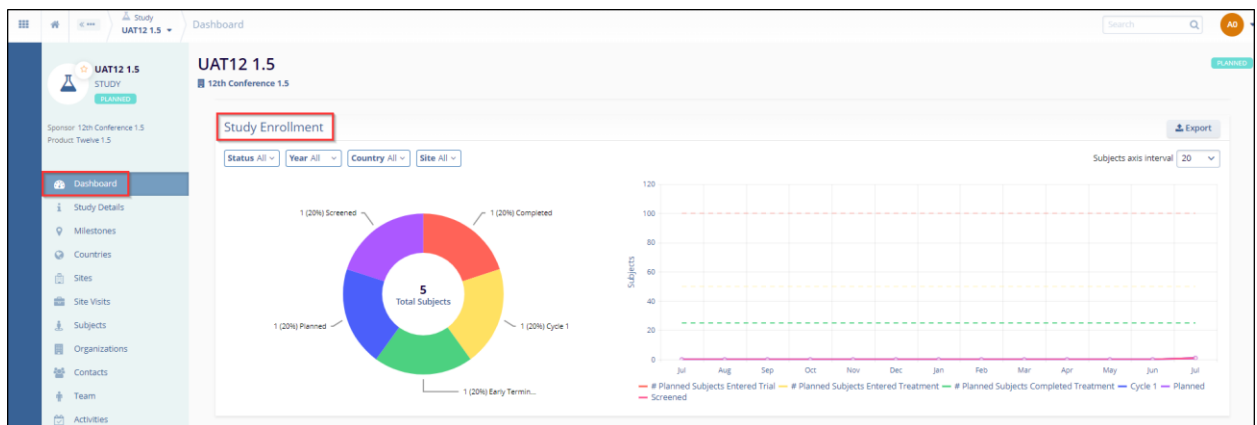 Study
UAT12 1.5
Dashboard
Search
A0
UAT12 1.5
STUDY
PLANNED
Sponsor 12th Conference 1.5
Product Twelve 1.5
Dashboard
Study Details
Milestones
Countries
Sites
Site Visits
Subjects
Organizations
Contacts
Team
Activities
UAT12 1.5
12th Conference 1.5
PLANNED
Study Enrollment
Export
Status All
Year All
Country All
Site All
Subjects axis interval 20
1 (20%) Screened
1 (20%) Completed
5
Total Subjects
1 (20%) Planned
1 (20%) Cycle 1
1 (20%) Early Termin...
Subjects
120
100
80
60
40
20
0
Jul Aug Sep Oct Nov Dec Jan Feb Mar Apr May Jun Jul
# Planned Subjects Entered Trial # Planned Subjects Entered Treatment # Planned Subjects Completed Treatment Cycle 1 Planned
Screened